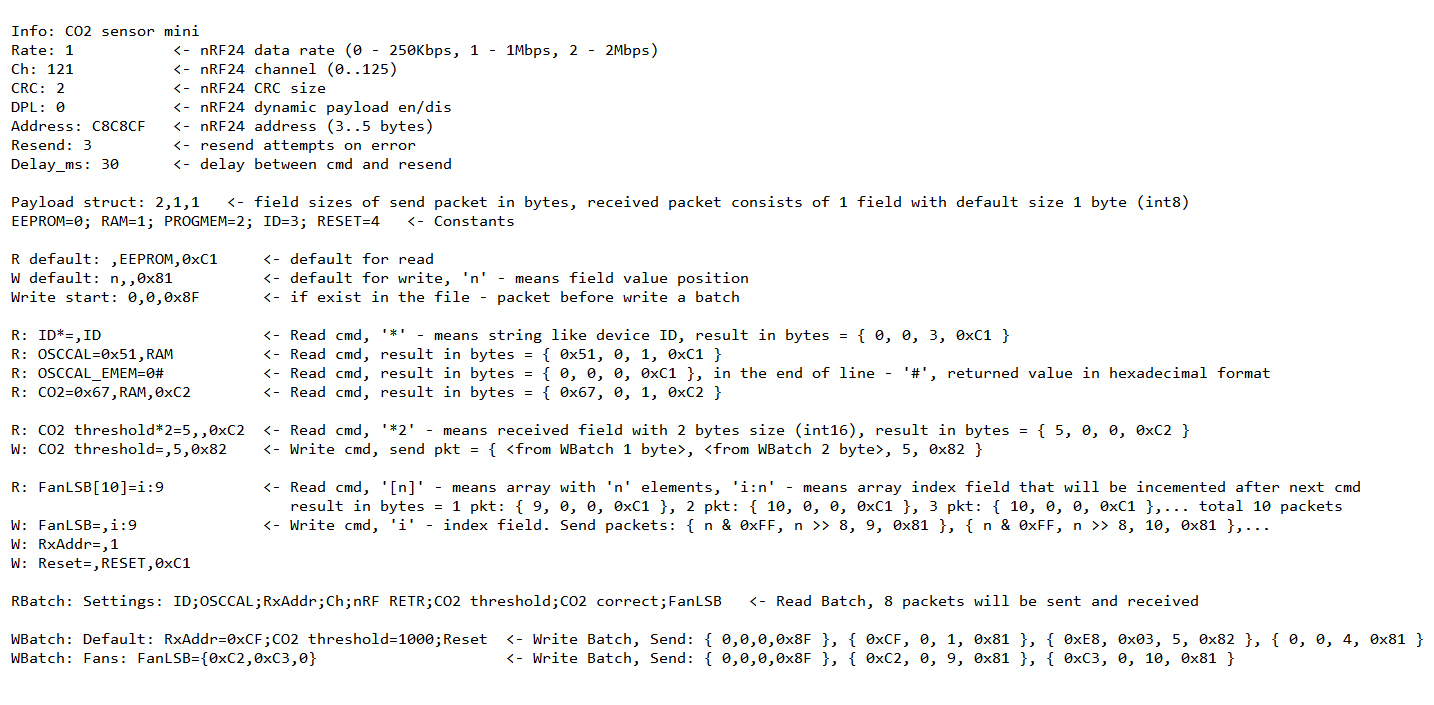 Info: CO2 sensor mini
Rate: 1           <- nRF24 data rate (0 - 250Kbps, 1 - 1Mbps, 2 - 2Mbps)
Ch: 121           <- nRF24 channel (0..125)
CRC: 2            <- nRF24 CRC size
DPL: 0            <- nRF24 dynamic payload en/dis
Address: C8C8CF   <- nRF24 address (3..5 bytes)
Resend: 3         <- resend attempts on error
Delay_ms: 30      <- delay between cmd and resend

Payload struct: 2,1,1   <- field sizes of send packet in bytes, received packet consists of 1 field with default size 1 byte (int8)
EEPROM=0; RAM=1; PROGMEM=2; ID=3; RESET=4   <- Constants

R default: ,EEPROM,0xC1     <- default for read
W default: n,,0x81          <- default for write, 'n' - means field value position
Write start: 0,0,0x8F       <- if exist in the file - packet before write a batch

R: ID*=,ID                  <- Read cmd, '*' - means string like device ID, result in bytes = { 0, 0, 3, 0xC1 }
R: OSCCAL=0x51,RAM          <- Read cmd, result in bytes = { 0x51, 0, 1, 0xC1 }
R: OSCCAL_EMEM=0#           <- Read cmd, result in bytes = { 0, 0, 0, 0xC1 }, in the end of line - '#', returned value in hexadecimal format
R: CO2=0x67,RAM,0xC2        <- Read cmd, result in bytes = { 0x67, 0, 1, 0xC2 }

R: CO2 threshold*2=5,,0xC2  <- Read cmd, '*2' - means received field with 2 bytes size (int16), result in bytes = { 5, 0, 0, 0xC2 }
W: CO2 threshold=,5,0x82    <- Write cmd, send pkt = { <from WBatch 1 byte>, <from WBatch 2 byte>, 5, 0x82 }

R: FanLSB[10]=i:9           <- Read cmd, '[n]' - means array with 'n' elements, 'i:n' - means array index field that will be incemented after next cmd
                               result in bytes = 1 pkt: { 9, 0, 0, 0xC1 }, 2 pkt: { 10, 0, 0, 0xC1 }, 3 pkt: { 10, 0, 0, 0xC1 },... total 10 packets
W: FanLSB=,i:9              <- Write cmd, 'i' - index field. Send packets: { n & 0xFF, n >> 8, 9, 0x81 }, { n & 0xFF, n >> 8, 10, 0x81 },...
W: RxAddr=,1
W: Reset=,RESET,0xC1

RBatch: Settings: ID;OSCCAL;RxAddr;Ch;nRF RETR;CO2 threshold;CO2 correct;FanLSB   <- Read Batch, 8 packets will be sent and received

WBatch: Default: RxAddr=0xCF;CO2 threshold=1000;Reset  <- Write Batch, Send: { 0,0,0,0x8F }, { 0xCF, 0, 1, 0x81 }, { 0xE8, 0x03, 5, 0x82 }, { 0, 0, 4, 0x81 }
WBatch: Fans: FanLSB={0xC2,0xC3,0}                     <- Write Batch, Send: { 0,0,0,0x8F }, { 0xC2, 0, 9, 0x81 }, { 0xC3, 0, 10, 0x81 }